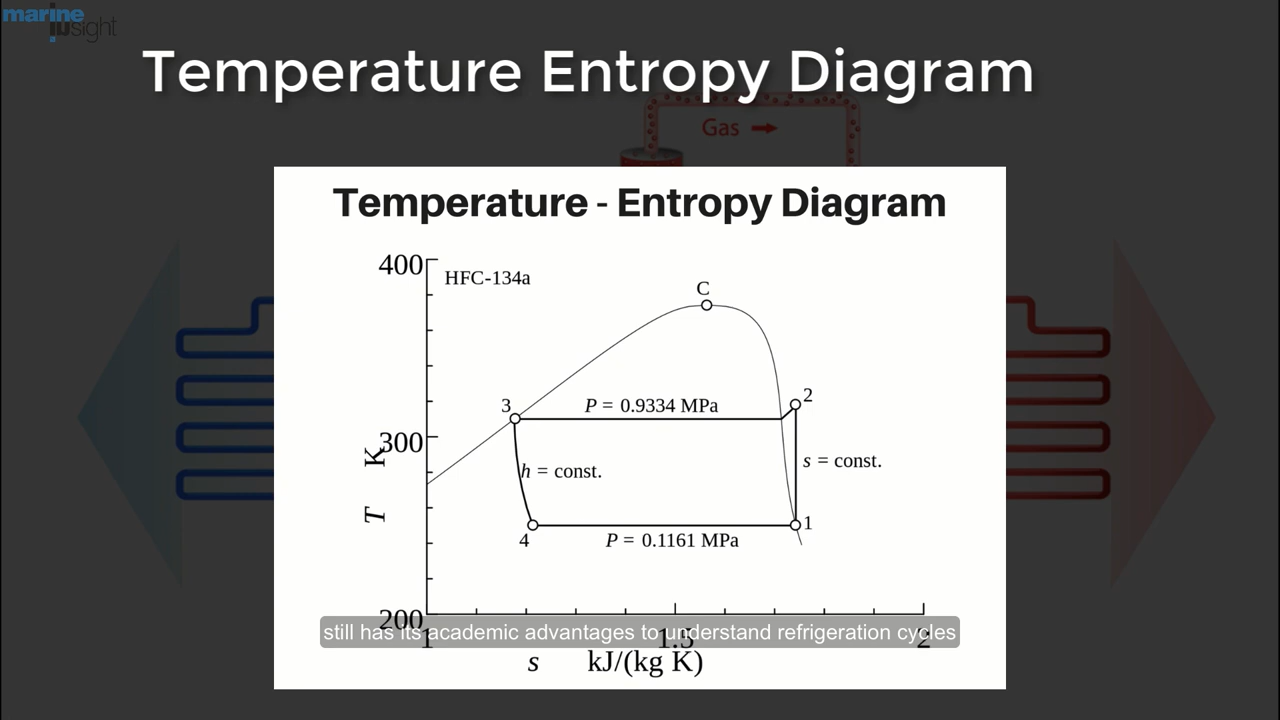 marine
insight
Temperature Entropy Diagram
Gas
Temperature - Entropy Diagram
400
HFC-134a
C
3
P = 0.9334 MPa
2
300
T K
h = const.
s = const.
4
P = 0.1161 MPa
1
200
still has its academic advantages to understand refrigeration cycles
1
1.5
2
s kJ/(kg K)